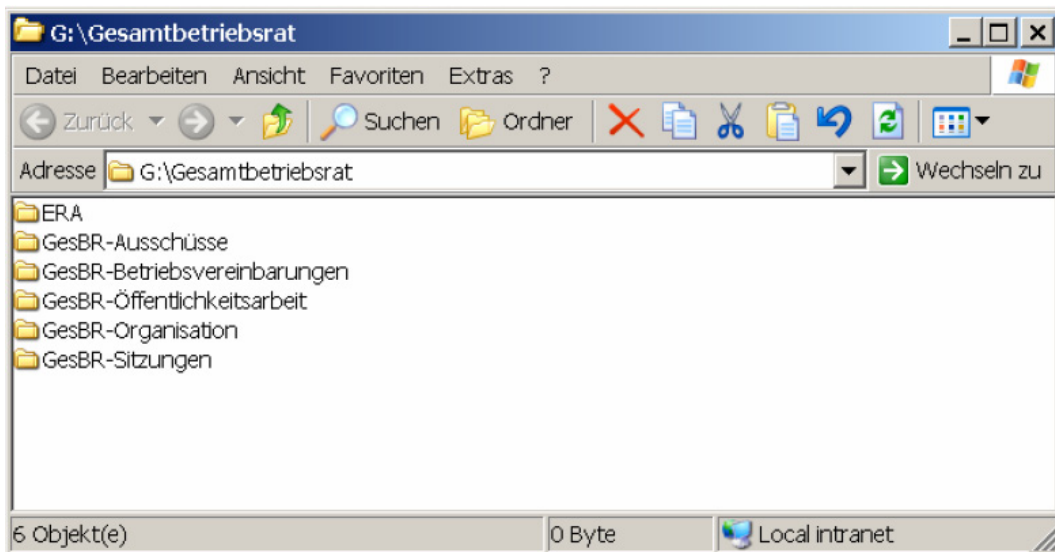 G:\Gesamtbetriebsrat
Datei Bearbeiten Ansicht Favoriten Extras ?
Zurück Suchen Ordner
Adresse G:\Gesamtbetriebsrat Wechseln zu
ERA
GesBR-Ausschüsse
GesBR-Betriebsvereinbarungen
GesBR-Öffentlichkeitsarbeit
GesBR-Organisation
GesBR-Sitzungen
6 Objekt(e) 0 Byte Local intranet